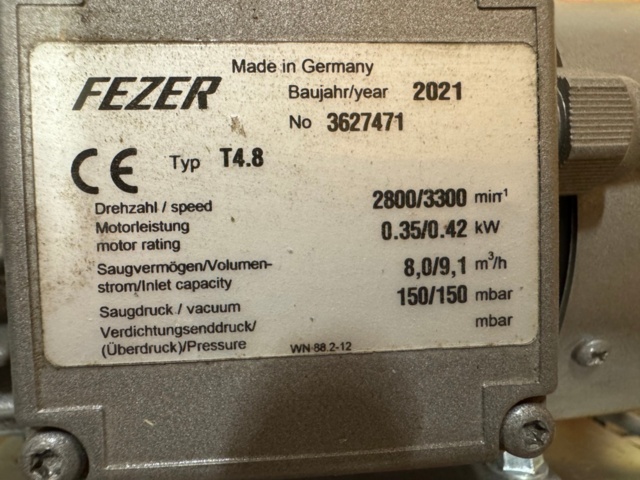 Made in Germany
FEZER
Baujahr/year 2021
No 3627471
CE Typ T4.8
Drehzahl / speed 2800/3300 min⁻¹
Motorleistung
motor rating 0.35/0.42 kW
Saugvermögen/Volumen-
strom/Inlet capacity 8,0/9,1 m³/h
Saugdruck / vacuum 150/150 mbar
Verdichtungsenddruck/ mbar
(Überdruck)/Pressure
WN-88.2-12